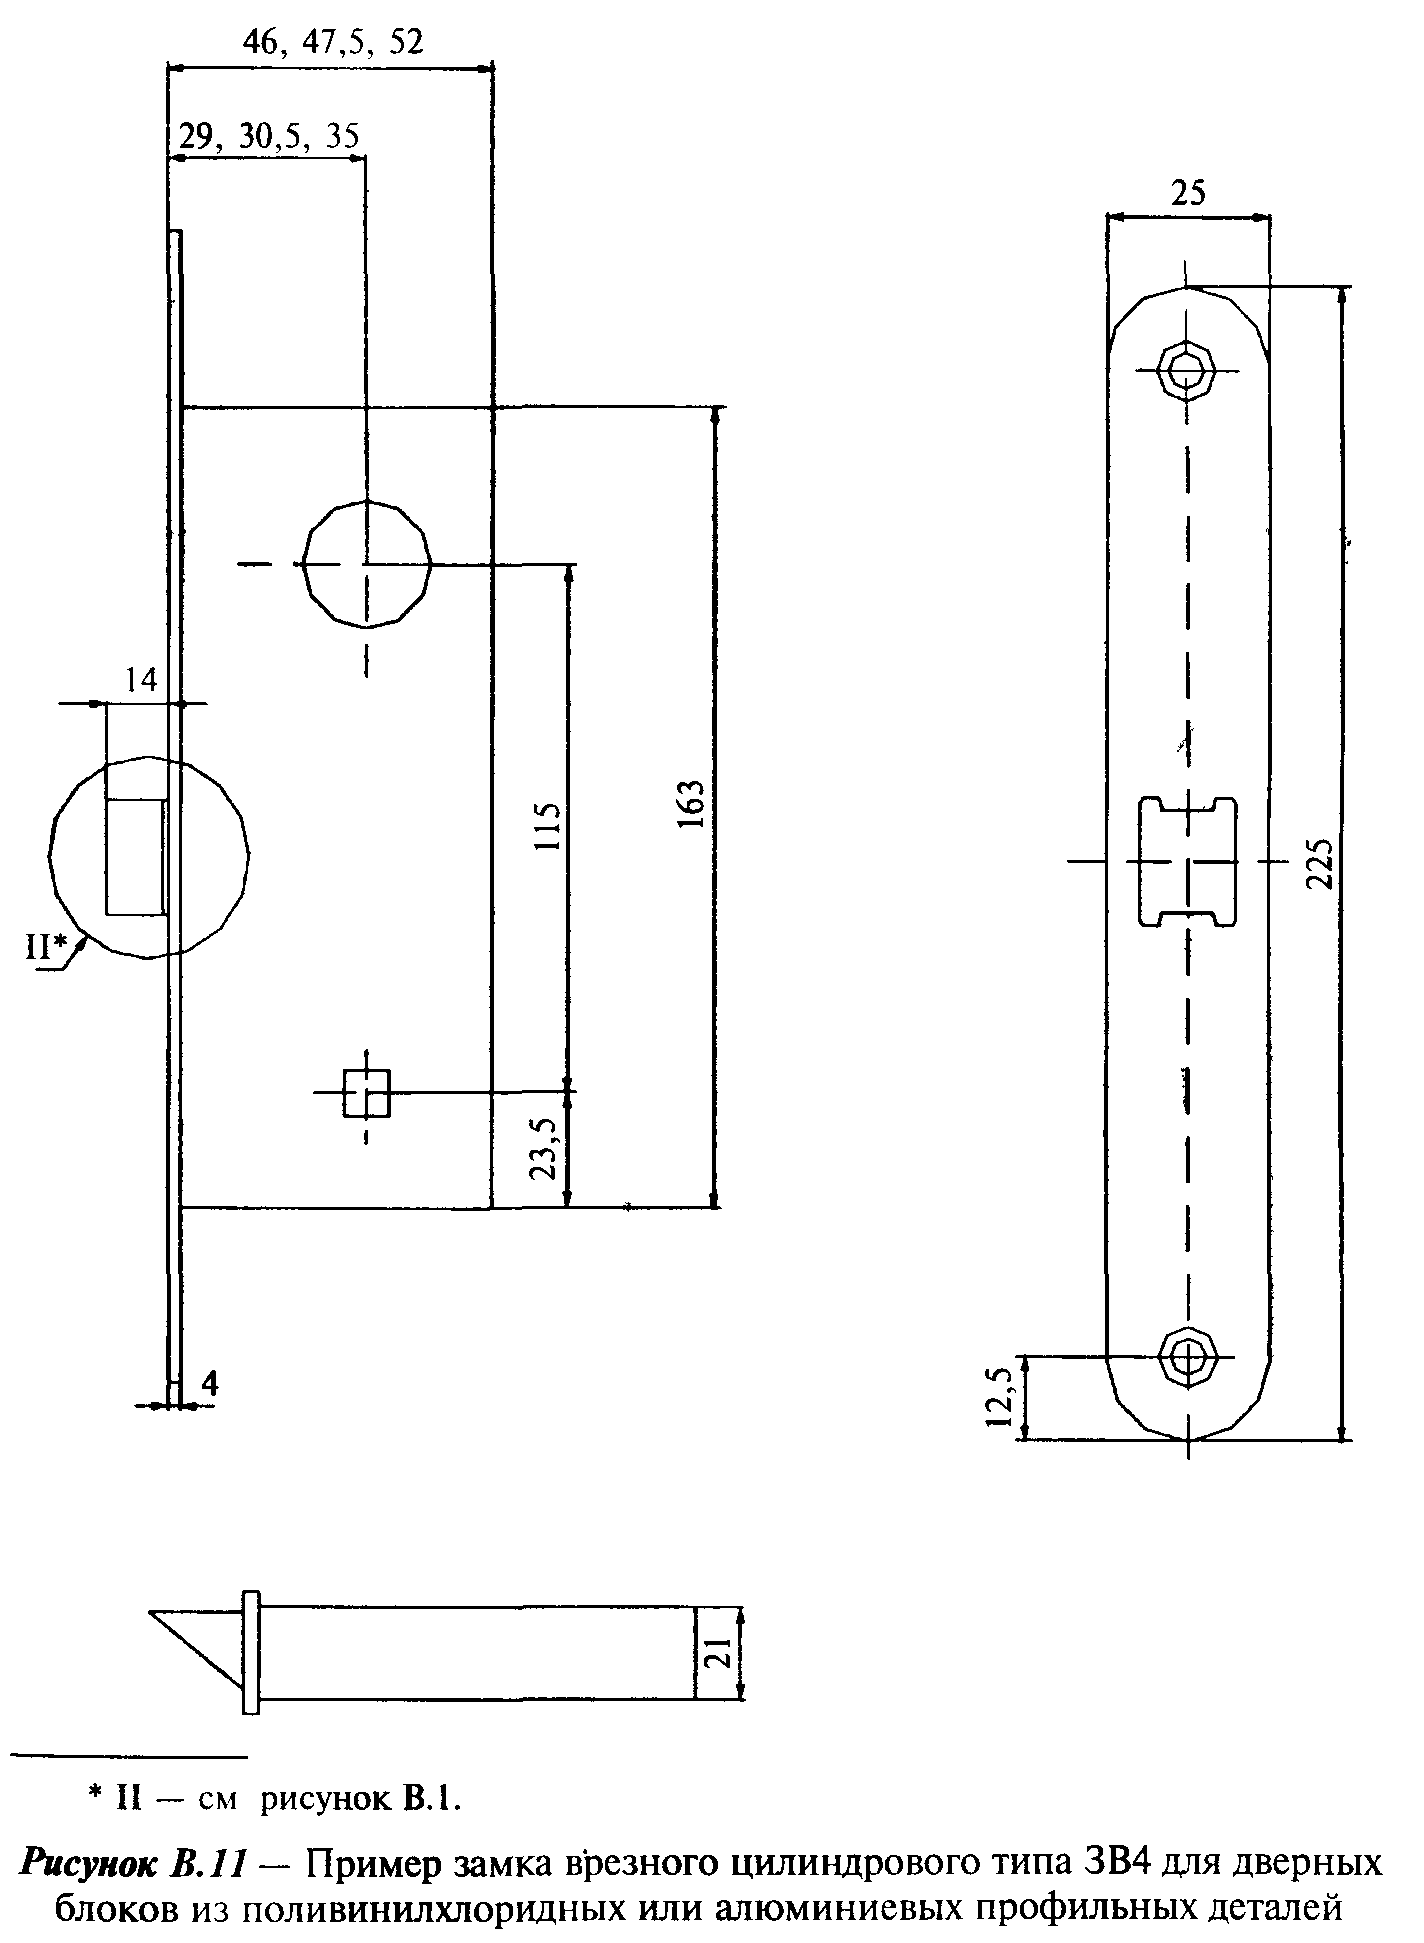 46, 47,5, 52
29, 30,5, 35
25
14
163
115
225
II*
23,5
12,5
4
21
* II — см рисунок В.1.
Рисунок В.11 — Пример замка врезного цилиндрового типа ЗВ4 для дверных
блоков из поливинилхлоридных или алюминиевых профильных деталей